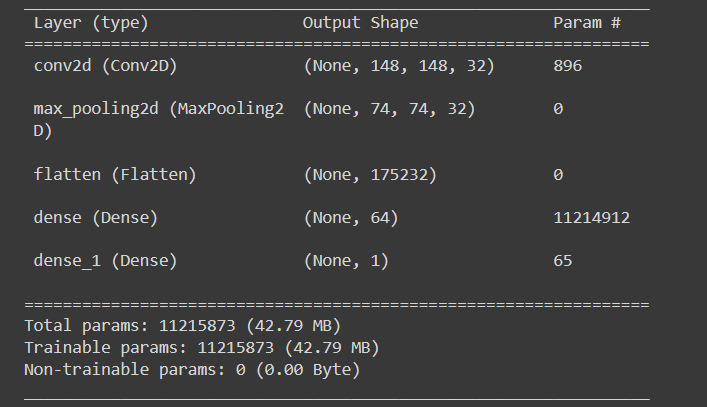 Layer (type) Output Shape Param #
conv2d (Conv2D) (None, 148, 148, 32) 896
max_pooling2d (MaxPooling2 (None, 74, 74, 32) 0
D)
flatten (Flatten) (None, 175232) 0
dense (Dense) (None, 64) 11214912
dense_1 (Dense) (None, 1) 65
Total params: 11215873 (42.79 MB)
Trainable params: 11215873 (42.79 MB)
Non-trainable params: 0 (0.00 Byte)